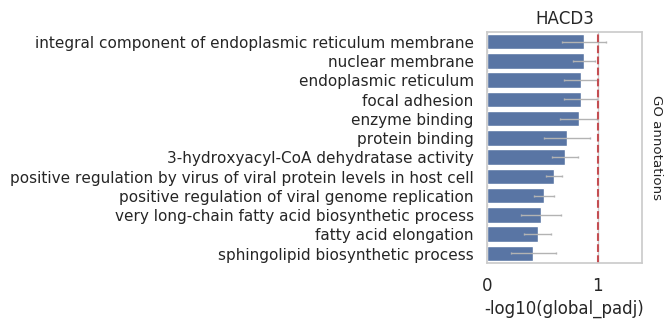 HACD3
integral component of endoplasmic reticulum membrane
nuclear membrane
endoplasmic reticulum
focal adhesion
enzyme binding
protein binding
3-hydroxyacyl-CoA dehydratase activity
positive regulation by virus of viral protein levels in host cell
positive regulation of viral genome replication
very long-chain fatty acid biosynthetic process
fatty acid elongation
sphingolipid biosynthetic process
GO annotations
0 1
-log10(global_padj)